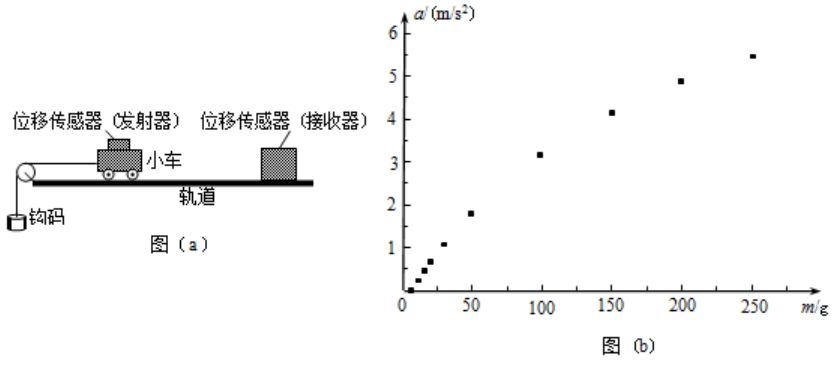 位移传感器（发射器）
位移传感器（接收器）
小车
轨道
钩码
图（a）
a/(m/s²)
6
5
4
3
2
1
0
50
100
150
200
250
m/g
图（b）